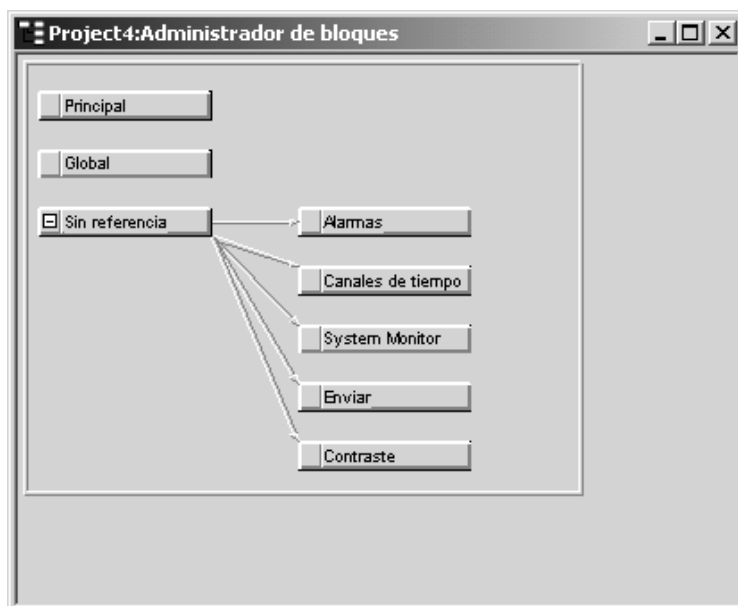 Project4:Administrador de bloques
Principal
Global
Sin referencia
Alarmas
Canales de tiempo
System Monitor
Enviar
Contraste